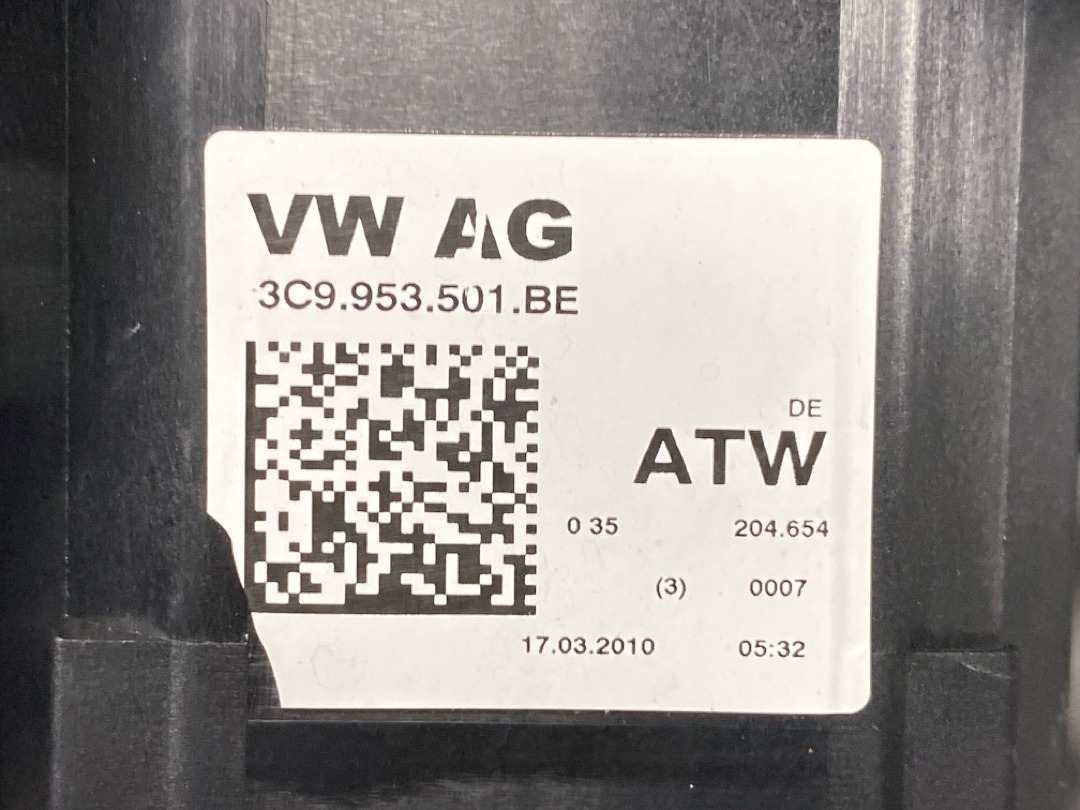 VW AG
3C9.953.501.BE
DE
ATW
0 35 204.654
(3) 0007
17.03.2010 05:32